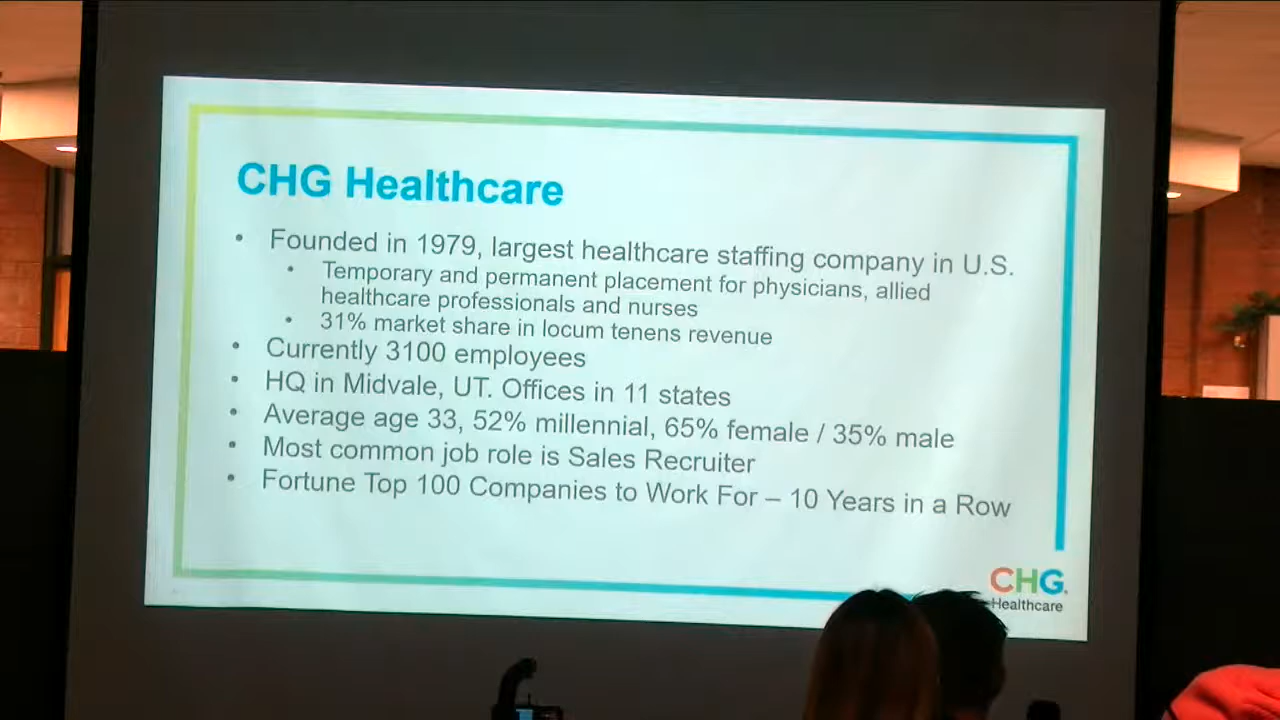 CHG Healthcare
• Founded in 1979, largest healthcare staffing company in U.S.
• Temporary and permanent placement for physicians, allied
healthcare professionals and nurses
• 31% market share in locum tenens revenue
• Currently 3100 employees
• HQ in Midvale, UT. Offices in 11 states
• Average age 33, 52% millennial, 65% female / 35% male
• Most common job role is Sales Recruiter
• Fortune Top 100 Companies to Work For – 10 Years in a Row
CHG®
Healthcare